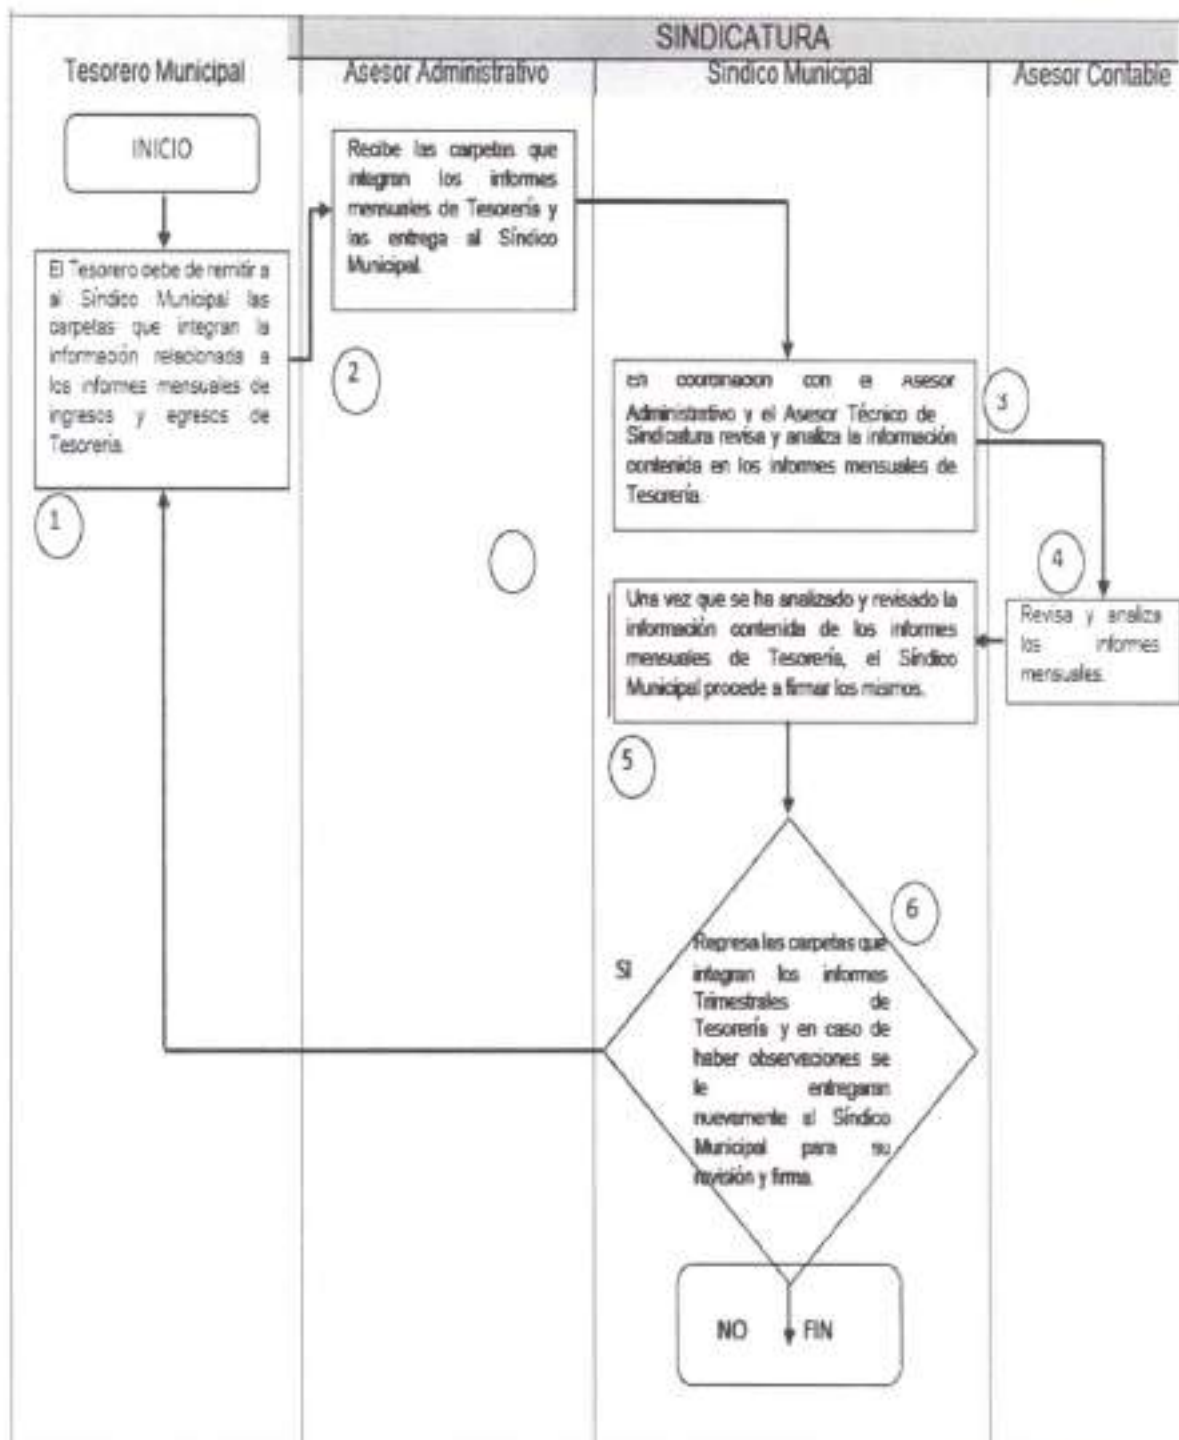 SINDICATURA
Tesorero Municipal
Asesor Administrativo
Síndico Municipal
Asesor Contable
INICIO
El Tesorero debe de remitir a
al Síndico Municipal las
carpetas que integran la
información relacionada a
los informes mensuales de
ingresos y egresos de
Tesorería.
1
Recibe las carpetas que
integran los informes
mensuales de Tesorería y
las entrega al Síndico
Municipal.
2
En coordinación con el Asesor
Administrativo y el Asesor Técnico de
Sindicatura revisa y analiza la información
contenida en los informes mensuales de
Tesorería.
3
4
Revisa y analiza
los informes
mensuales.
Una vez que se ha analizado y revisado la
información contenida de los informes
mensuales de Tesorería, el Síndico
Municipal procede a firmar los mismos.
5
6
SI
Regresa las carpetas que
integran los informes
Trimestrales de
Tesorería y en caso de
haber observaciones se
le entregaran
nuevamente al Síndico
Municipal para su
revisión y firma.
NO FIN